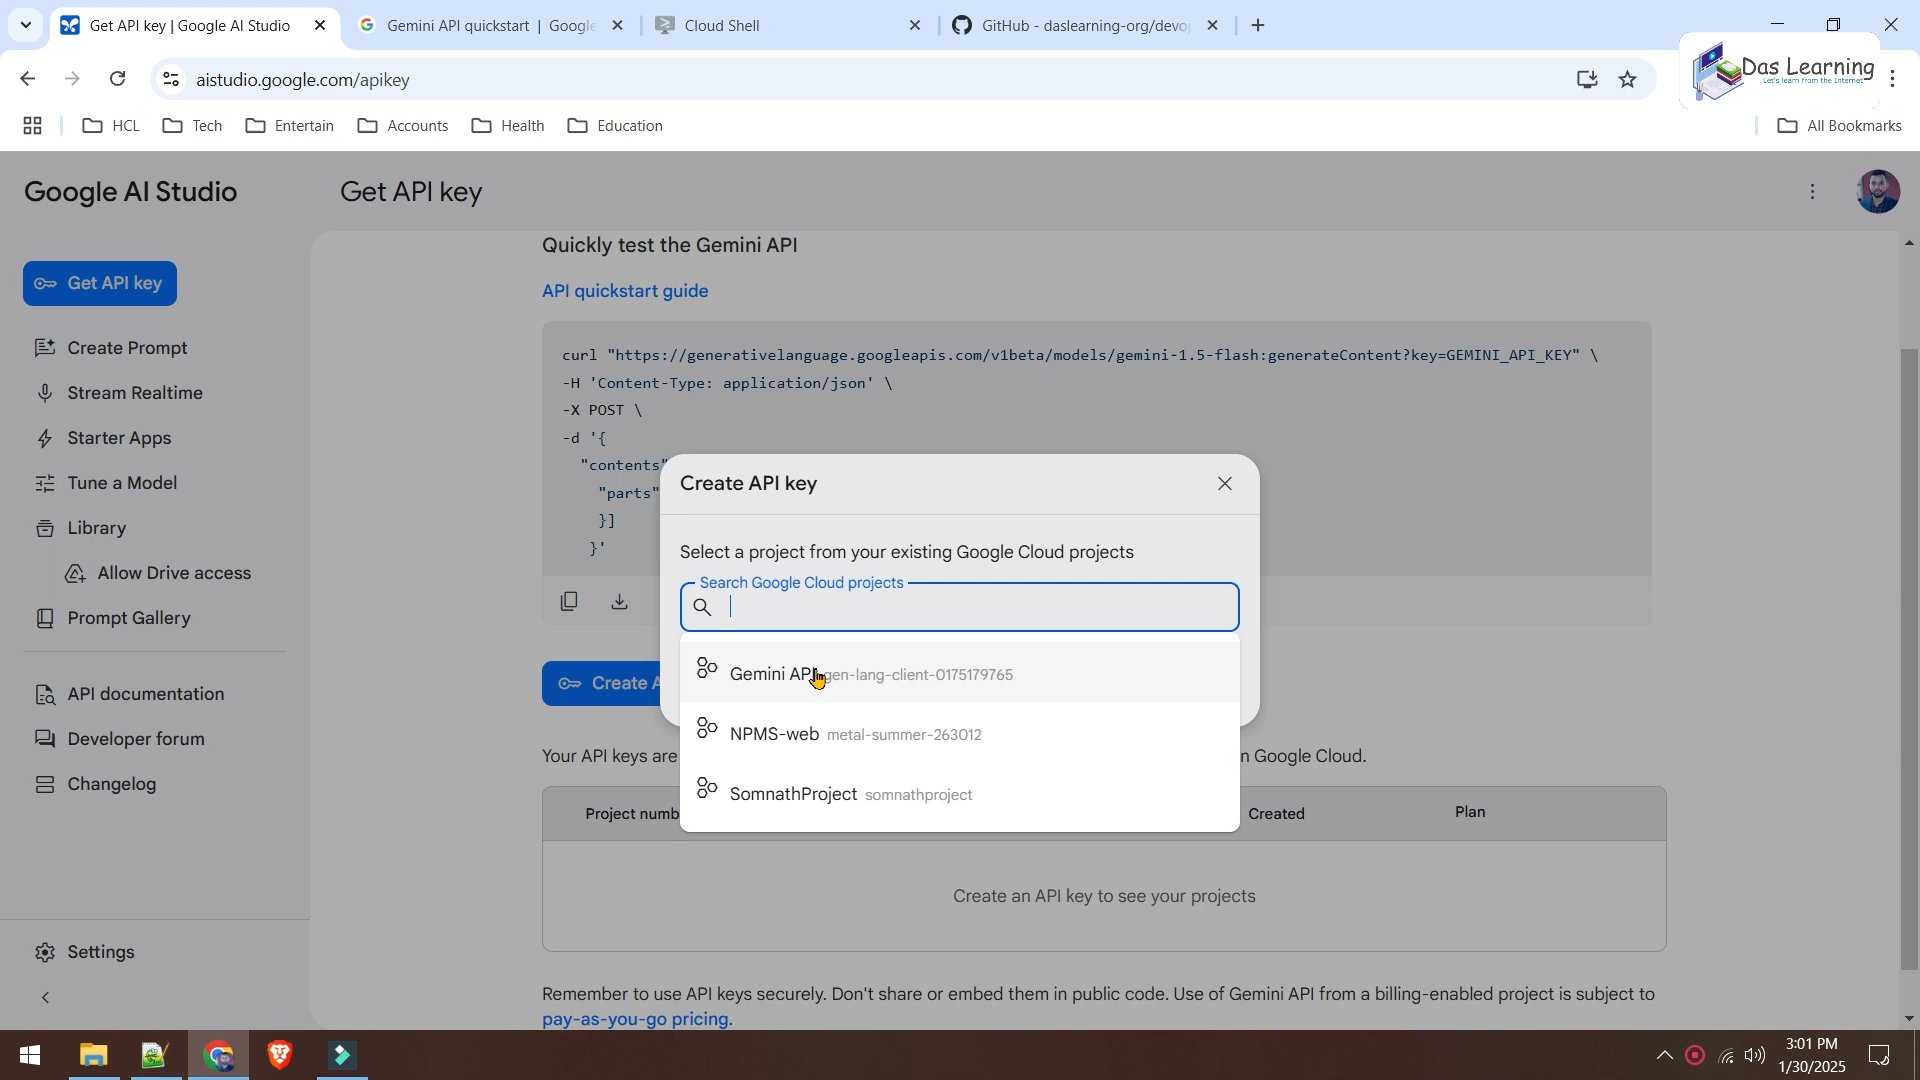 Get API key | Google AI Studio
Gemini API quickstart | Google
Cloud Shell
GitHub - daslearning-org/devop
aistudio.google.com/apikey
Das Learning
Let's learn from the Internet
HCL
Tech
Entertain
Accounts
Health
Education
All Bookmarks
Google AI Studio
Get API key
Get API key
Create Prompt
Stream Realtime
Starter Apps
Tune a Model
Library
Allow Drive access
Prompt Gallery
API documentation
Developer forum
Changelog
Settings
Quickly test the Gemini API
API quickstart guide
curl "https://generativelanguage.googleapis.com/v1beta/models/gemini-1.5-flash:generateContent?key=GEMINI_API_KEY" \
-H 'Content-Type: application/json' \
-X POST \
-d '{
"contents"
"parts"
}]
}'
Create API key
Select a project from your existing Google Cloud projects
Search Google Cloud projects
Gemini API gen-lang-client-0175179765
NPMS-web metal-summer-263012
SomnathProject somnathproject
Create A
Your API keys are
n Google Cloud.
Project numb
Created
Plan
Create an API key to see your projects
Remember to use API keys securely. Don't share or embed them in public code. Use of Gemini API from a billing-enabled project is subject to
pay-as-you-go pricing.
3:01 PM
1/30/2025